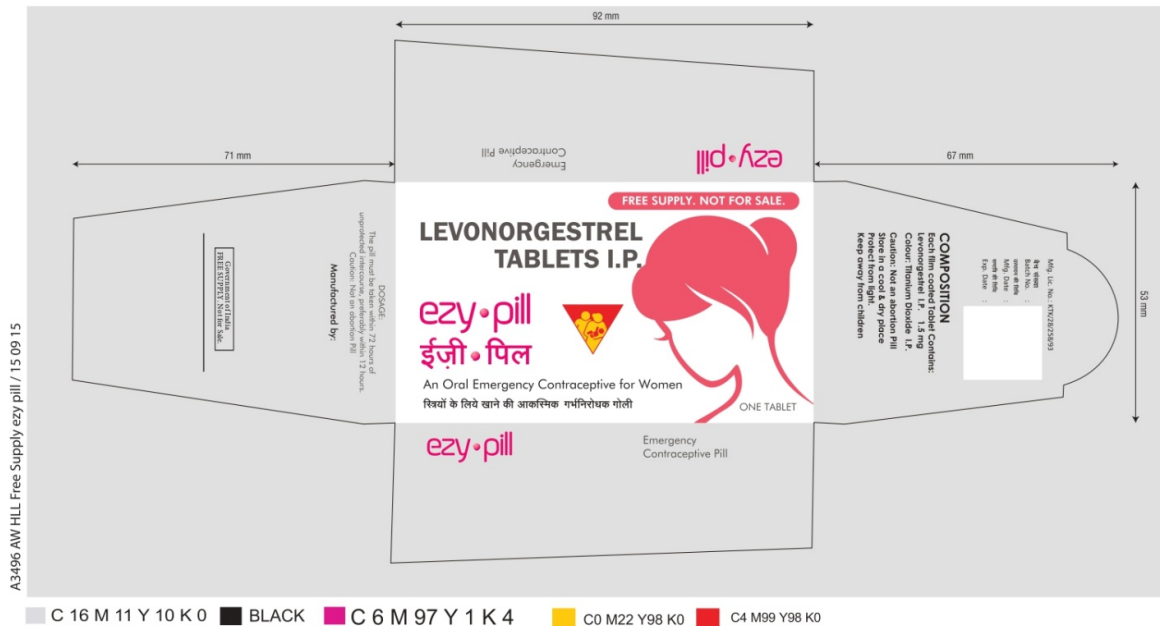 92 mm
71 mm
67 mm
53 mm
Emergency
Contraceptive Pill
ezy•pill
FREE SUPPLY. NOT FOR SALE.
LEVONORGESTREL
TABLETS I.P.
ezy•pill
ईज़ी•पिल
An Oral Emergency Contraceptive for Women
स्त्रियों के लिये खाने की आकस्मिक गर्भनिरोधक गोली
ONE TABLET
ezy•pill
Emergency
Contraceptive Pill
DOSAGE:
The pill must be taken within 72 hours of
unprotected intercourse, preferably within 12 hours.
Caution: Not an abortion Pill
Manufactured by:
Government of India
FREE SUPPLY. Not for Sale.
Mfg. Lic. No.: KTK/28/258/93
बैच संख्या
Batch No. :
उत्पादन की तिथि
Mfg. Date :
समाप्ति की तिथि
Exp. Date :
COMPOSITION
Each film coated Tablet Contains:
Levonorgestrel I.P. 1.5 mg
Colour: Titanium Dioxide I.P.
Caution: Not an abortion Pill
Store in a cool & dry place
Protect from light.
Keep away from children
A3496 AW HLL Free Supply ezy pill / 15 09 15
C 16 M 11 Y 10 K 0
BLACK
C 6 M 97 Y 1 K 4
C0 M22 Y98 K0
C4 M99 Y98 K0